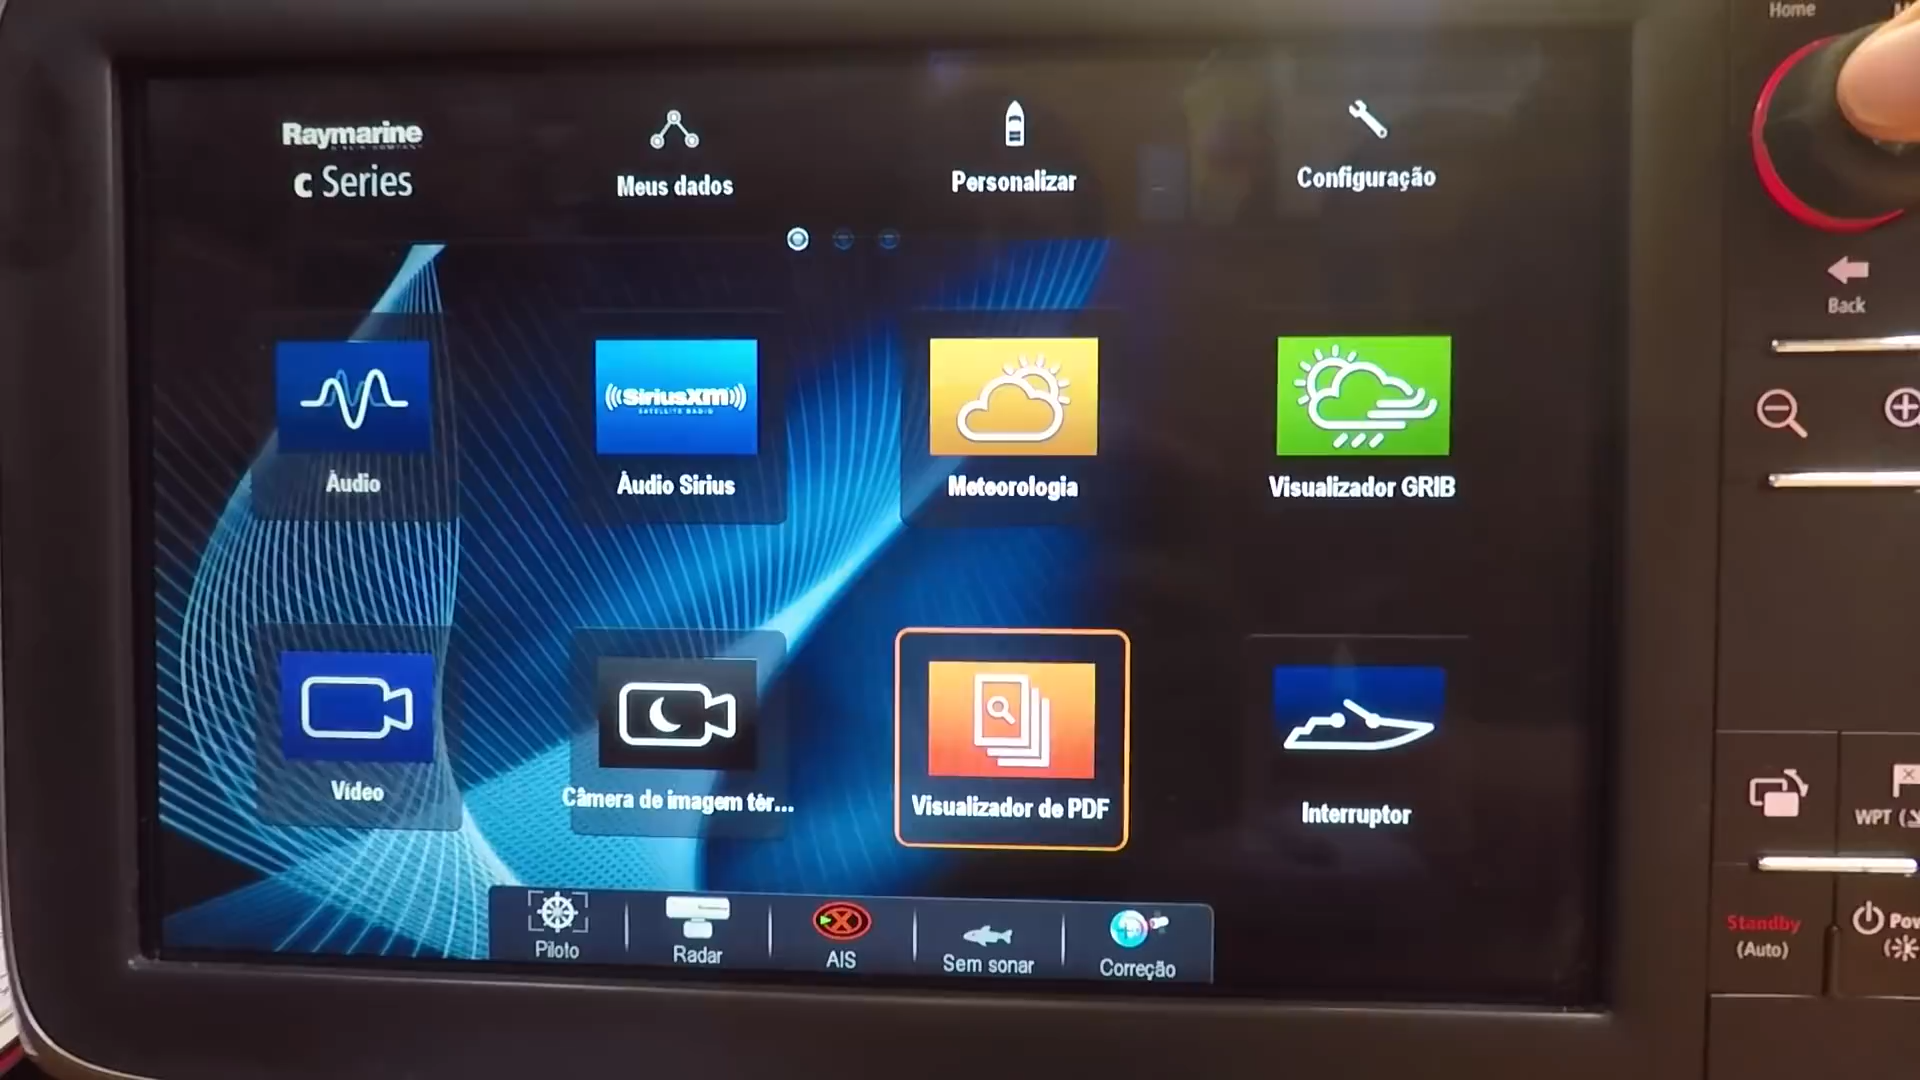 Home
Raymarine
c Series
Meus dados
Personalizar
Configuração
Back
SiriusXM
SATELLITE RADIO
Áudio
Áudio Sirius
Meteorologia
Visualizador GRIB
Vídeo
Câmera de imagem tér...
Visualizador de PDF
Interruptor
WPT
Piloto
Radar
AIS
Sem sonar
Correção
Standby
(Auto)